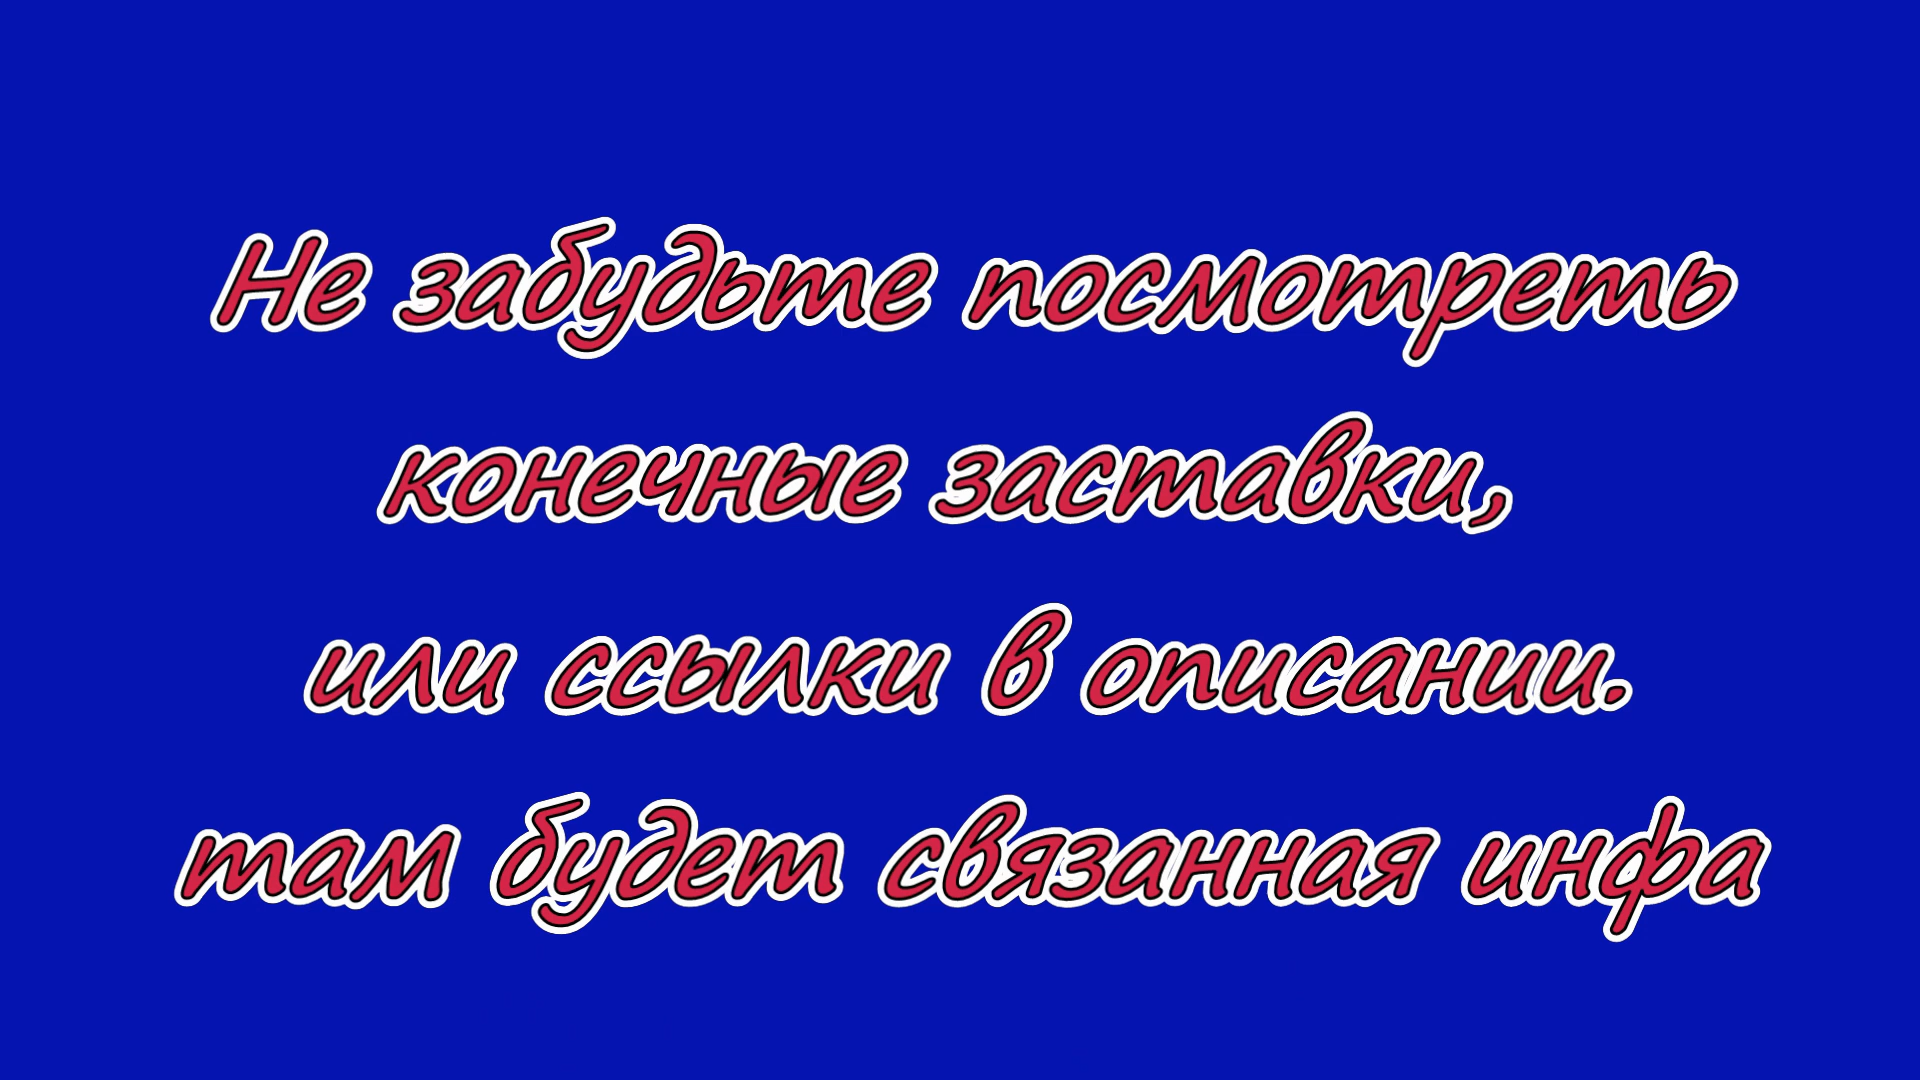 Не забудьте посмотреть
конечные заставки,
или ссылки в описании.
там будет связанная инфа